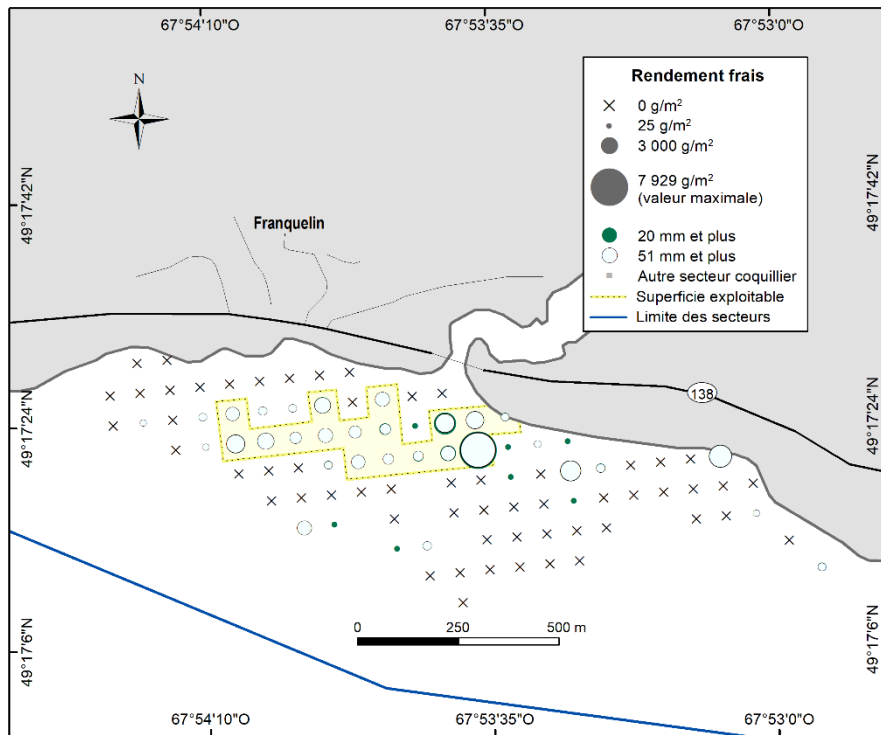 67°54'10"O
67°53'35"O
67°53'0"O
N
Rendement frais
0 g/m²
25 g/m²
3 000 g/m²
7 929 g/m²
(valeur maximale)
20 mm et plus
51 mm et plus
Autre secteur coquillier
Superficie exploitable
Limite des secteurs
49°17'42"N
49°17'42"N
Franquelin
138
49°17'24"N
49°17'24"N
49°17'6"N
49°17'6"N
0
250
500 m
67°54'10"O
67°53'35"O
67°53'0"O